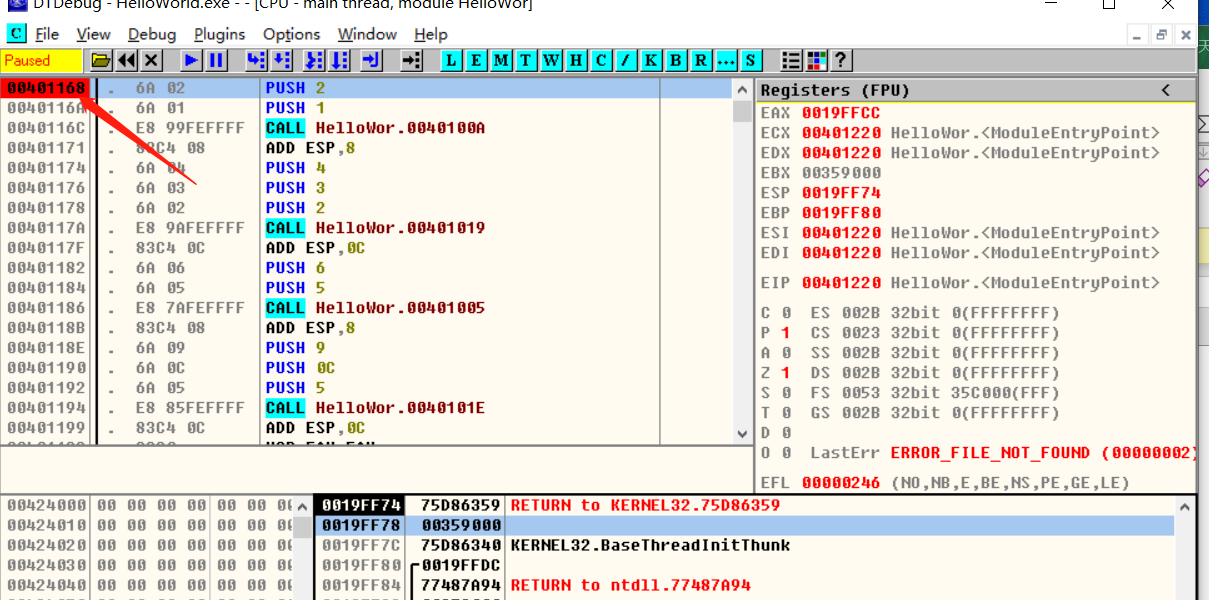 DTDebug - HelloWorld.exe - - [CPU - main thread, module HelloWor]
C File View Debug Plugins Options Window Help
Paused L E M T W H C / K B R ... S ?
00401168 . 6A 02 PUSH 2
0040116A . 6A 01 PUSH 1
0040116C . E8 99FEFFFF CALL HelloWor.0040100A
00401171 . 83C4 08 ADD ESP,8
00401174 . 6A 04 PUSH 4
00401176 . 6A 03 PUSH 3
00401178 . 6A 02 PUSH 2
0040117A . E8 9AFEFFFF CALL HelloWor.00401019
0040117F . 83C4 0C ADD ESP,0C
00401182 . 6A 06 PUSH 6
00401184 . 6A 05 PUSH 5
00401186 . E8 7AFEFFFF CALL HelloWor.00401005
0040118B . 83C4 08 ADD ESP,8
0040118E . 6A 09 PUSH 9
00401190 . 6A 0C PUSH 0C
00401192 . 6A 05 PUSH 5
00401194 . E8 85FEFFFF CALL HelloWor.0040101E
00401199 . 83C4 0C ADD ESP,0C
Registers (FPU) <
EAX 0019FFCC
ECX 00401220 HelloWor.<ModuleEntryPoint>
EDX 00401220 HelloWor.<ModuleEntryPoint>
EBX 00359000
ESP 0019FF74
EBP 0019FF80
ESI 00401220 HelloWor.<ModuleEntryPoint>
EDI 00401220 HelloWor.<ModuleEntryPoint>
EIP 00401220 HelloWor.<ModuleEntryPoint>
C 0 ES 002B 32bit 0(FFFFFFFF)
P 1 CS 0023 32bit 0(FFFFFFFF)
A 0 SS 002B 32bit 0(FFFFFFFF)
Z 1 DS 002B 32bit 0(FFFFFFFF)
S 0 FS 0053 32bit 35C000(FFF)
T 0 GS 002B 32bit 0(FFFFFFFF)
D 0
O 0 LastErr ERROR_FILE_NOT_FOUND (00000002)
EFL 00000246 (NO,NB,E,BE,NS,PE,GE,LE)
00424000 00 00 00 00 00 00
00424010 00 00 00 00 00 00
00424020 00 00 00 00 00 00
00424030 00 00 00 00 00 00
00424040 00 00 00 00 00 00
0019FF74 75D86359 RETURN to KERNEL32.75D86359
0019FF78 00359000
0019FF7C 75D86340 KERNEL32.BaseThreadInitThunk
0019FF80 0019FFDC
0019FF84 77487A94 RETURN to ntdll.77487A94